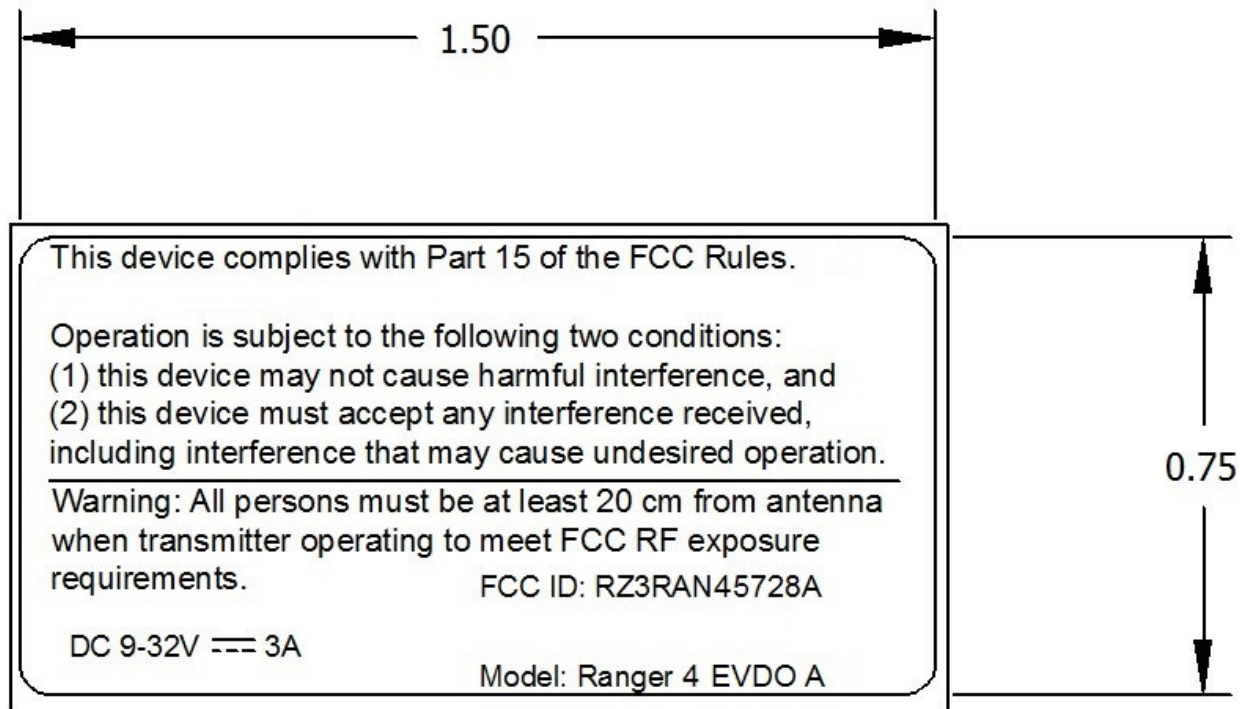 1.50
This device complies with Part 15 of the FCC Rules.
Operation is subject to the following two conditions:
(1) this device may not cause harmful interference, and
(2) this device must accept any interference received,
including interference that may cause undesired operation.
0.75
Warning: All persons must be at least 20 cm from antenna
when transmitter operating to meet FCC RF exposure
requirements.
FCC ID: RZ3RAN45728A
DC 9-32V ⎓ 3A
Model: Ranger 4 EVDO A